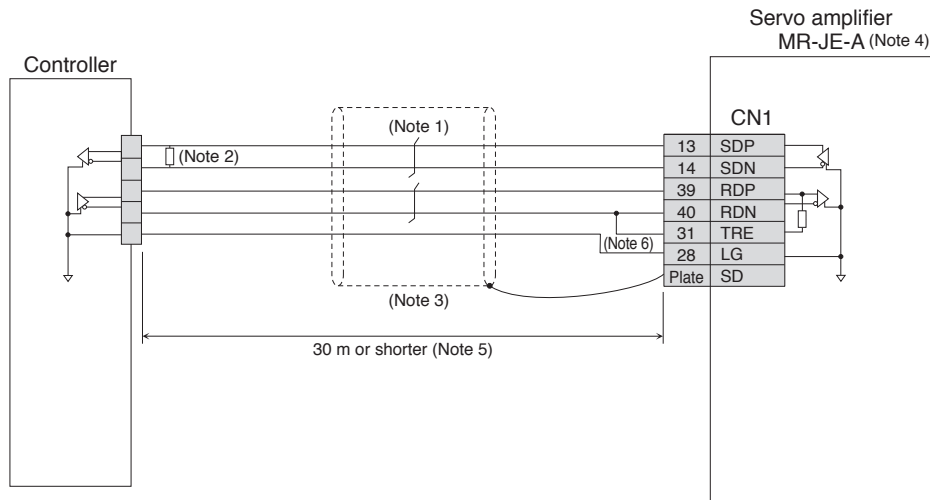 Servo amplifier
MR-JE-A (Note 4)
Controller
CN1
(Note 1)
(Note 2)
13 SDP
14 SDN
39 RDP
40 RDN
31 TRE
(Note 6)
28 LG
Plate SD
(Note 3)
30 m or shorter (Note 5)